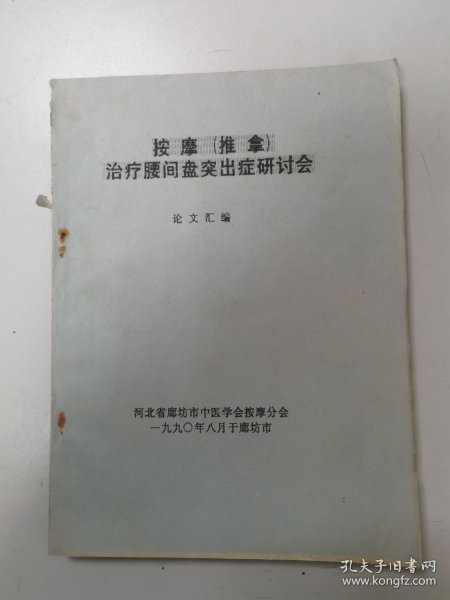 按摩（推拿）
治疗腰间盘突出症研讨会
论文汇编
河北省廊坊市中医学会按摩分会
一九九〇年八月于廊坊市
孔夫子旧书网
www.kongfz.com